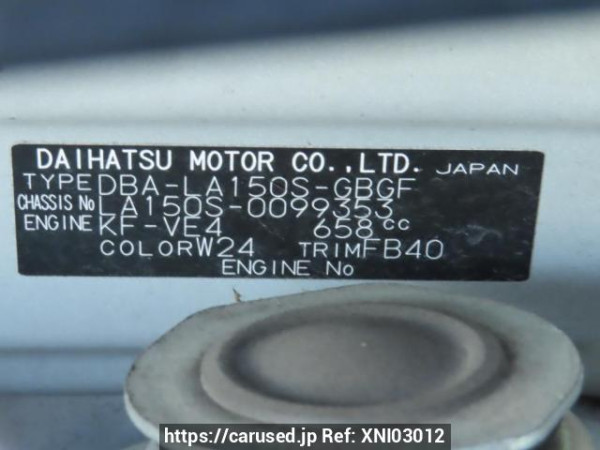 DAIHATSU MOTOR CO.,LTD. JAPAN
TYPE DBA-LA150S-GBGF
CHASSIS No LA150S-0099353
ENGINE KF-VE4 658cc
COLOR W24 TRIM FB40
ENGINE No
https://carused.jp Ref: XNI03012